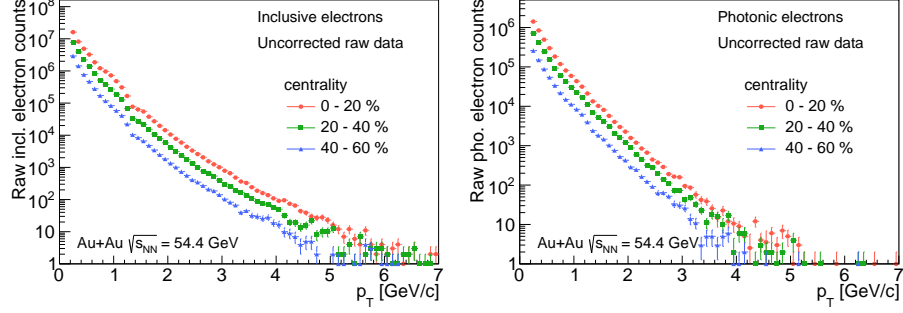 Raw incl. electron counts
10^8
10^7
10^6
10^5
10^4
10^3
10^2
10
1
Inclusive electrons
Uncorrected raw data
centrality
0 - 20 %
20 - 40 %
40 - 60 %
Au+Au √s_NN = 54.4 GeV
0 1 2 3 4 5 6 7
p_T [GeV/c]
Raw pho. electron counts
10^6
10^5
10^4
10^3
10^2
10
1
Photonic electrons
Uncorrected raw data
centrality
0 - 20 %
20 - 40 %
40 - 60 %
Au+Au √s_NN = 54.4 GeV
0 1 2 3 4 5 6 7
p_T [GeV/c]